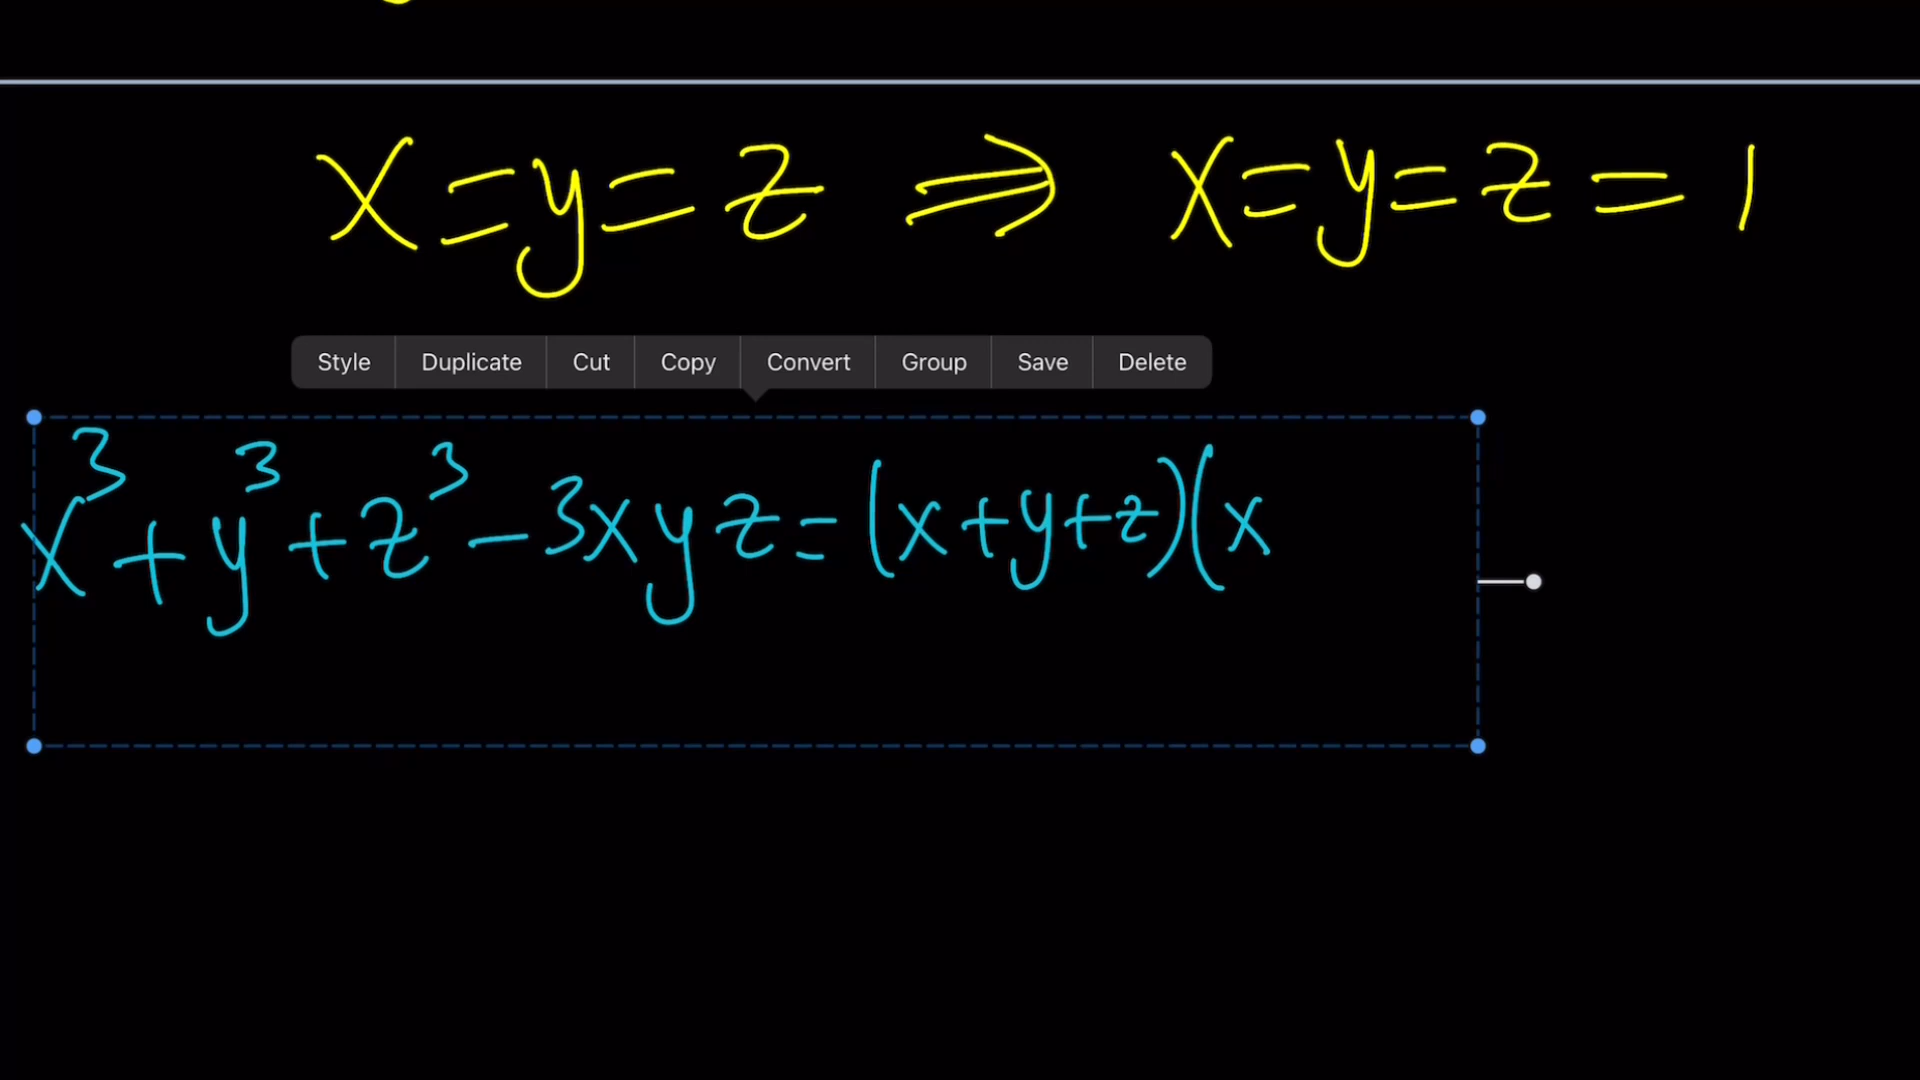 x=y=z ⇒ x=y=z=1
Style Duplicate Cut Copy Convert Group Save Delete
x³+y³+z³-3xyz=(x+y+z)(x